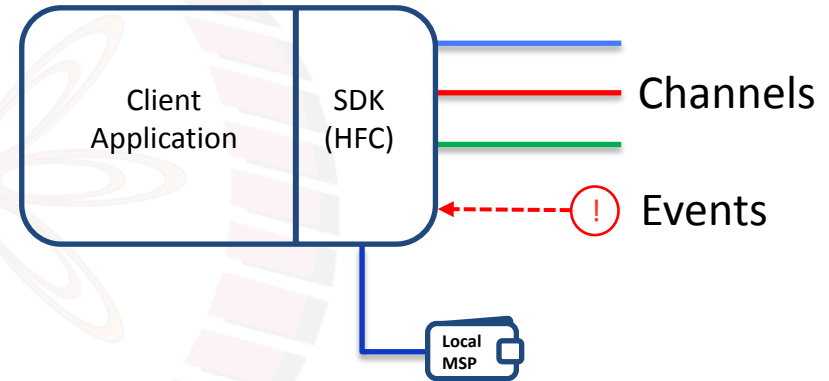 Client
Application
SDK
(HFC)
Channels
!
Events
Local
MSP